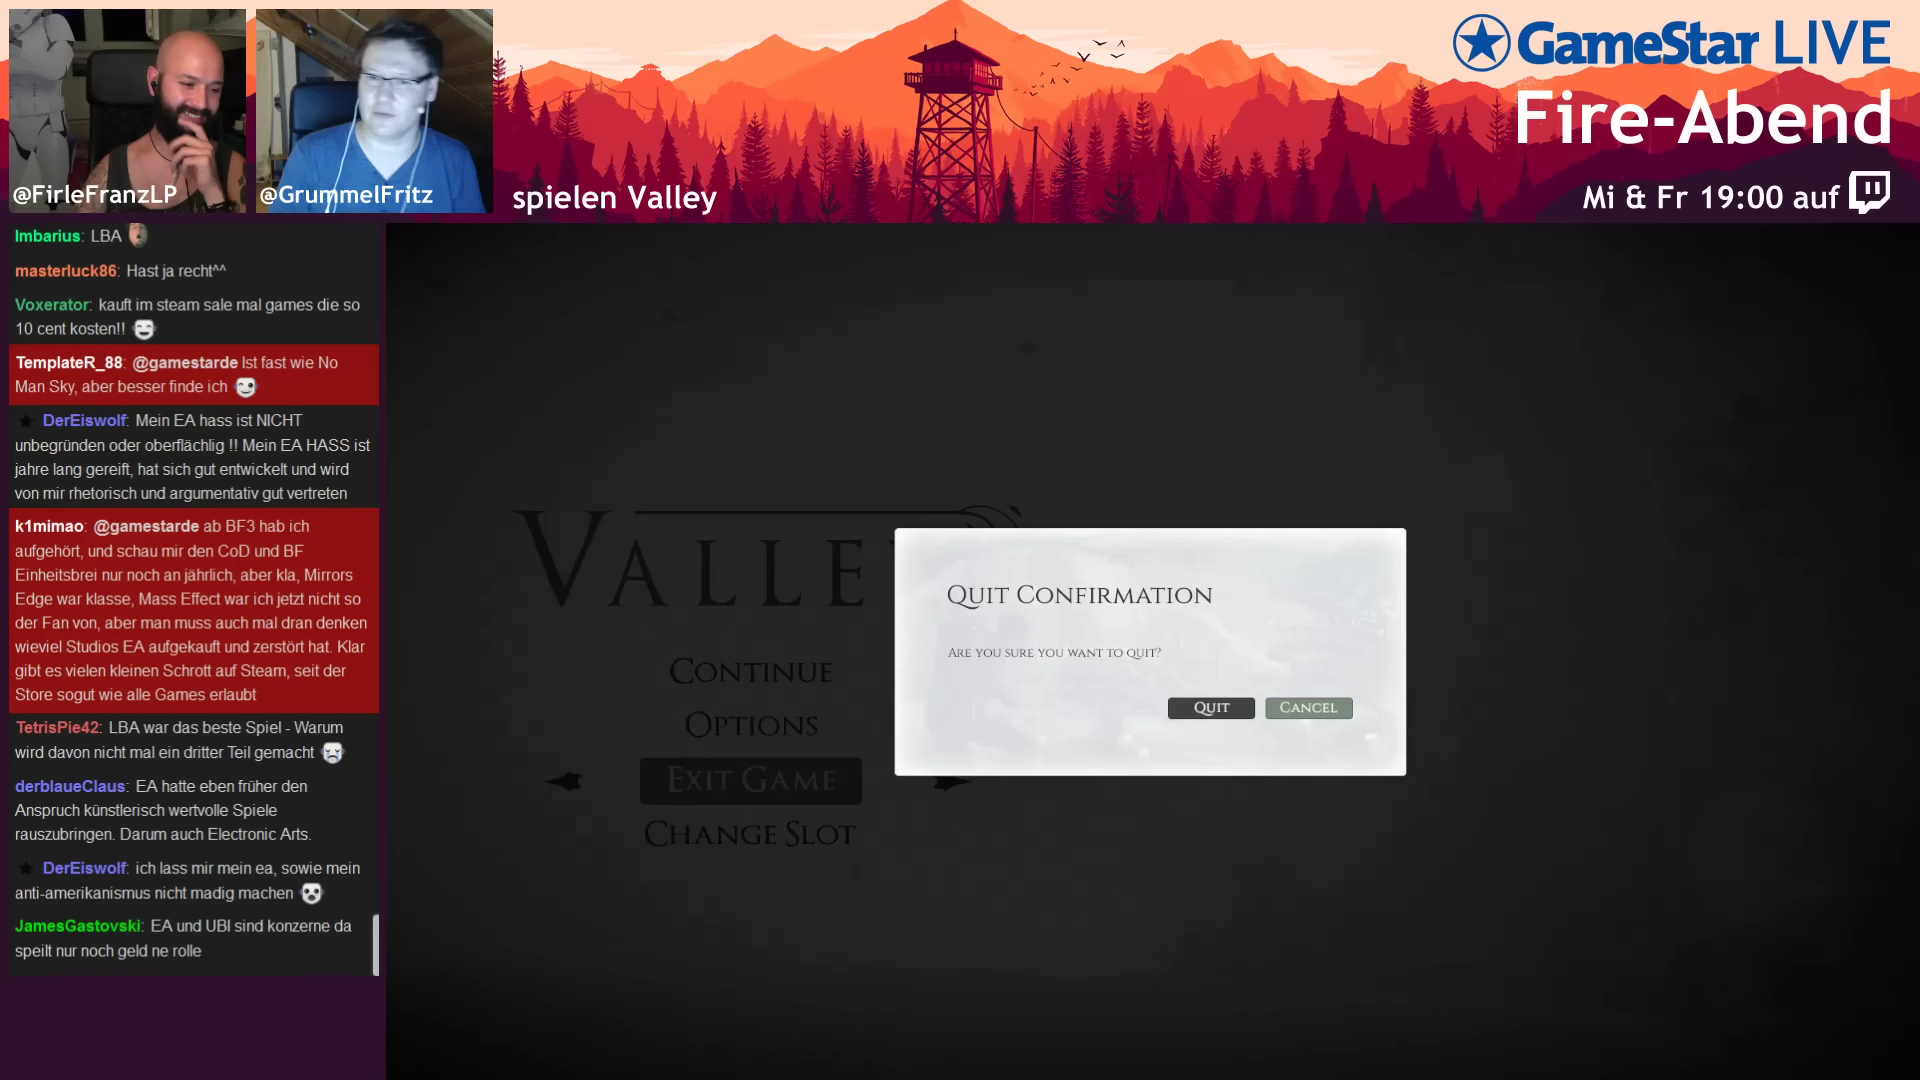 GameStar LIVE
Fire-Abend
Mi & Fr 19:00 auf
@FirleFranzLP
@GrummelFritz
spielen Valley
Imbarius: LBA
masterluck86: Hast ja recht^^
Voxerator: kauft im steam sale mal games die so
10 cent kosten!!
TemplateR_88: @gamestarde Ist fast wie No
Man Sky, aber besser finde ich
DerEiswolf: Mein EA hass ist NICHT
unbegründen oder oberflächlig !! Mein EA HASS ist
jahre lang gereift, hat sich gut entwickelt und wird
von mir rhetorisch und argumentativ gut vertreten
k1mimao: @gamestarde ab BF3 hab ich
aufgehört, und schau mir den CoD und BF
Einheitsbrei nur noch an jährlich, aber kla, Mirrors
Edge war klasse, Mass Effect war ich jetzt nicht so
der Fan von, aber man muss auch mal dran denken
wieviel Studios EA aufgekauft und zerstört hat. Klar
gibt es vielen kleinen Schrott auf Steam, seit der
Store sogut wie alle Games erlaubt
TetrisPie42: LBA war das beste Spiel - Warum
wird davon nicht mal ein dritter Teil gemacht
derblaueClaus: EA hatte eben früher den
Anspruch künstlerisch wertvolle Spiele
rauszubringen. Darum auch Electronic Arts.
DerEiswolf: ich lass mir mein ea, sowie mein
anti-amerikanismus nicht madig machen
JamesGastovski: EA und UBI sind konzerne da
speilt nur noch geld ne rolle
VALLE
CONTINUE
OPTIONS
EXIT GAME
CHANGE SLOT
QUIT CONFIRMATION
ARE YOU SURE YOU WANT TO QUIT?
QUIT
CANCEL